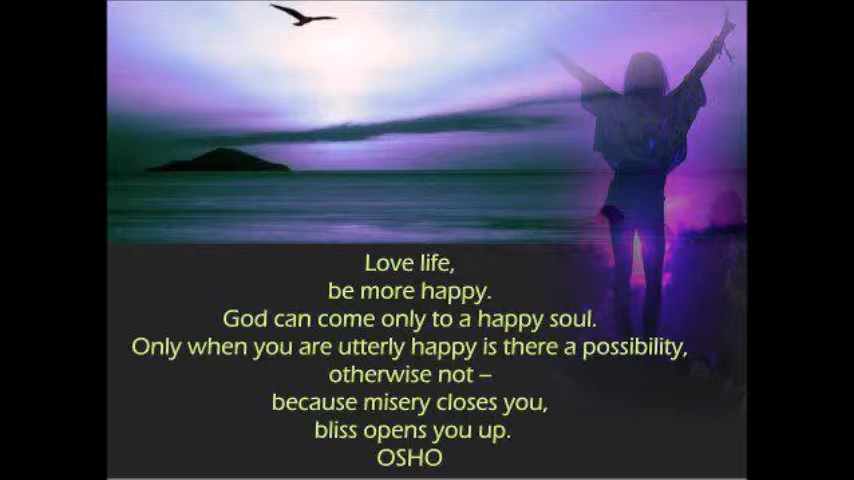 Love life,
be more happy.
God can come only to a happy soul.
Only when you are utterly happy is there a possibility,
otherwise not –
because misery closes you,
bliss opens you up.
OSHO